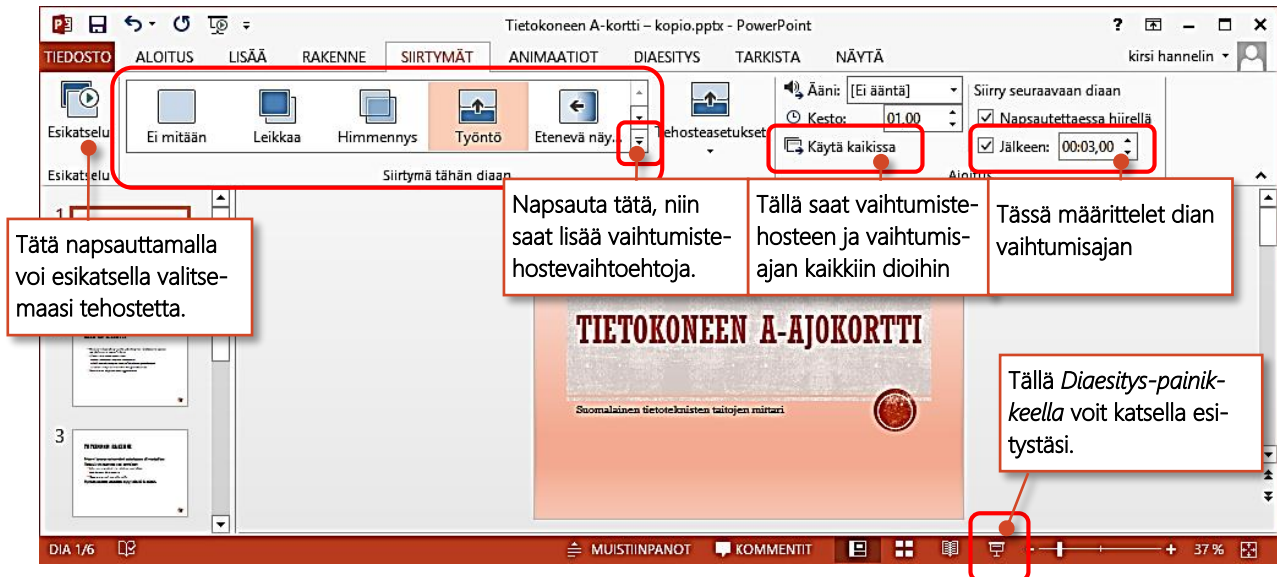 Tietokoneen A-kortti – kopio.pptx - PowerPoint
TIEDOSTO ALOITUS LISÄÄ RAKENNE SIIRTYMÄT ANIMAATIOT DIAESITYS TARKISTA NÄYTÄ kirsi hannelin
Esikatselu
Ei mitään Leikkaa Himmennys Työntö Etenevä näy...
Tehosteasetukset
Ääni: [Ei ääntä]
Kesto: 01,00
Käytä kaikissa
Siirry seuraavaan diaan
Napsautettaessa hiirellä
Jälkeen: 00:03,00
Esikatselu Siirtymä tähän diaan Ajoitus
Tätä napsauttamalla
voi esikatsella valitse-
maasi tehostetta.
Napsauta tätä, niin
saat lisää vaihtumiste-
hostevaihtoehtoja.
Tällä saat vaihtumiste-
hosteen ja vaihtumis-
ajan kaikkiin dioihin
Tässä määrittelet dian
vaihtumisajan
1
3
TIETOKONEEN A-AJOKORTTI
Suomalainen tietoteknisten taitojen mittari
Tällä Diaesitys-painik-
keella voit katsella esi-
tystäsi.
DIA 1/6 MUISTIINPANOT KOMMENTIT 37 %